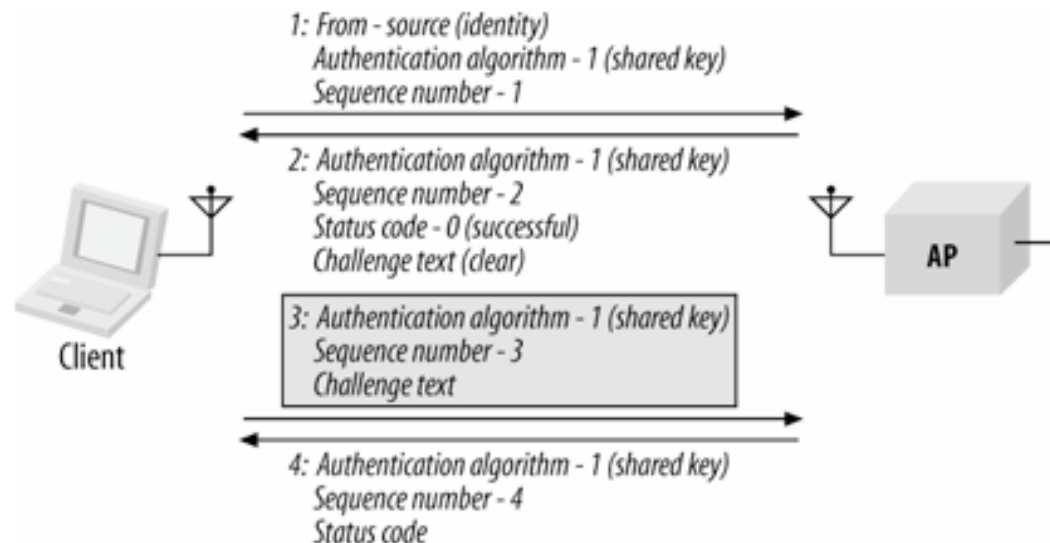 1: From - source (identity)
Authentication algorithm - 1 (shared key)
Sequence number - 1
2: Authentication algorithm - 1 (shared key)
Sequence number - 2
Status code - 0 (successful)
Challenge text (clear)
AP
3: Authentication algorithm - 1 (shared key)
Sequence number - 3
Challenge text
Client
4: Authentication algorithm - 1 (shared key)
Sequence number - 4
Status code